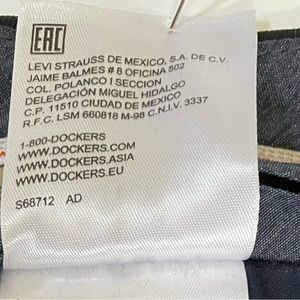 EAC
LEVI STRAUSS DE MEXICO, S.A. DE C.V.
JAIME BALMES # 8 OFICINA 502
COL. POLANCO I SECCION
DELEGACIÓN MIGUEL HIDALGO
C.P. 11510 CIUDAD DE MEXICO
R.F.C. LSM 660818 M-98 C.N.I.V. 3337
1-800-DOCKERS
WWW.DOCKERS.COM
WWW.DOCKERS.ASIA
WWW.DOCKERS.EU
S68712 AD